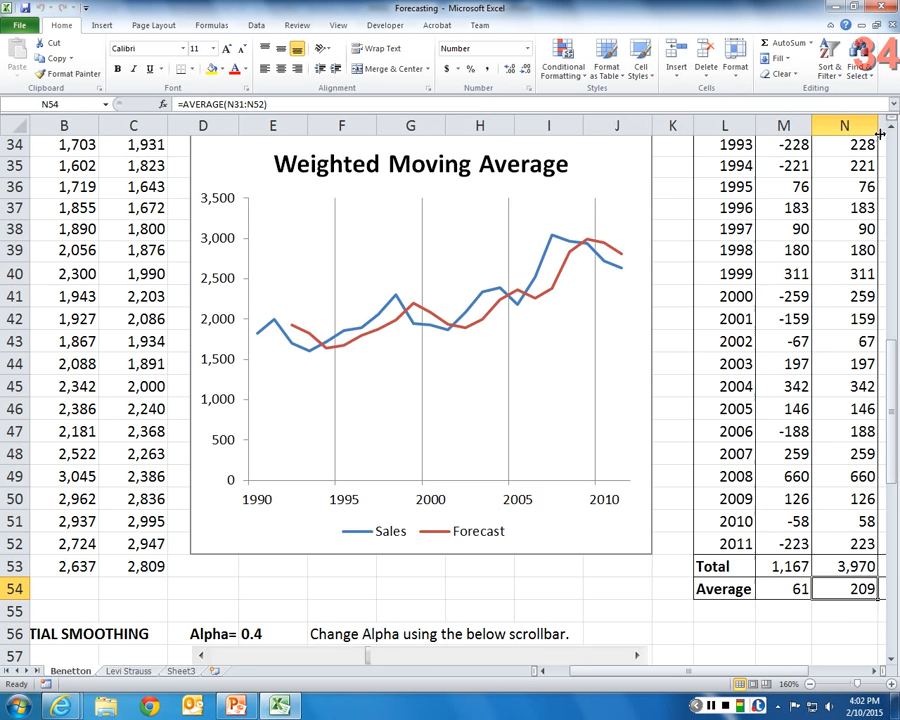 Forecasting - Microsoft Excel
File Home Insert Page Layout Formulas Data Review View Developer Acrobat Team
Cut Calibri 11 A A Wrap Text Number AutoSum 34
Copy Fill
Paste Format Painter B I U A Merge & Center $ % , Conditional Formatting Format as Table Cell Styles Insert Delete Format Clear Sort & Filter Find & Select
Clipboard Font Alignment Number Styles Cells Editing
N54 fx =AVERAGE(N31:N52)
B C D E F G H I J K L M N
34 1,703 1,931 1993 -228 228
35 1,602 1,823 1994 -221 221
36 1,719 1,643 1995 76 76
37 1,855 1,672 1996 183 183
38 1,890 1,800 1997 90 90
39 2,056 1,876 1998 180 180
40 2,300 1,990 1999 311 311
41 1,943 2,203 2000 -259 259
42 1,927 2,086 2001 -159 159
43 1,867 1,934 2002 -67 67
44 2,088 1,891 2003 197 197
45 2,342 2,000 2004 342 342
46 2,386 2,240 2005 146 146
47 2,181 2,368 2006 -188 188
48 2,522 2,263 2007 259 259
49 3,045 2,386 2008 660 660
50 2,962 2,836 2009 126 126
51 2,937 2,995 2010 -58 58
52 2,724 2,947 2011 -223 223
53 2,637 2,809 Total 1,167 3,970
54 Average 61 209
55
56 TIAL SMOOTHING Alpha= 0.4 Change Alpha using the below scrollbar.
57
Weighted Moving Average
3,500
3,000
2,500
2,000
1,500
1,000
500
0
1990 1995 2000 2005 2010
Sales Forecast
Benetton Levi Strauss Sheet3
Ready 160%
4:02 PM
2/10/2015